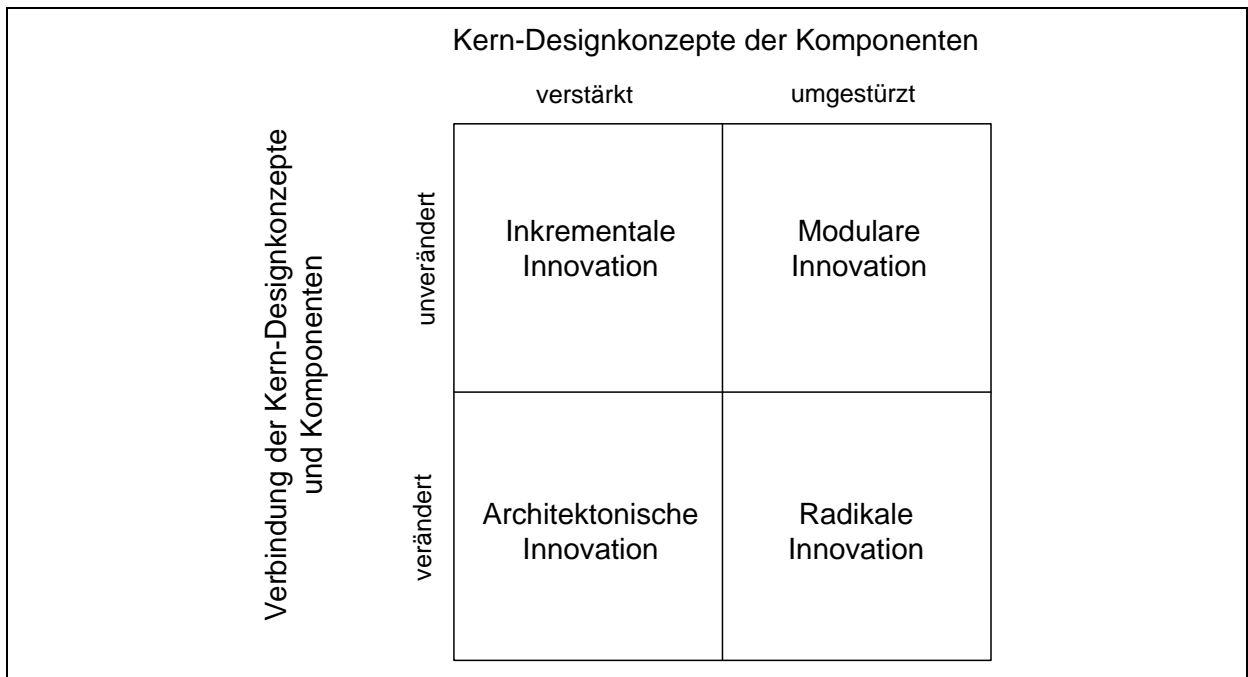 Kern-Designkonzepte der Komponenten
verstärkt
umgestürzt
Verbindung der Kern-Designkonzepte
und Komponenten
unverändert
Inkrementale
Innovation
Modulare
Innovation
verändert
Architektonische
Innovation
Radikale
Innovation